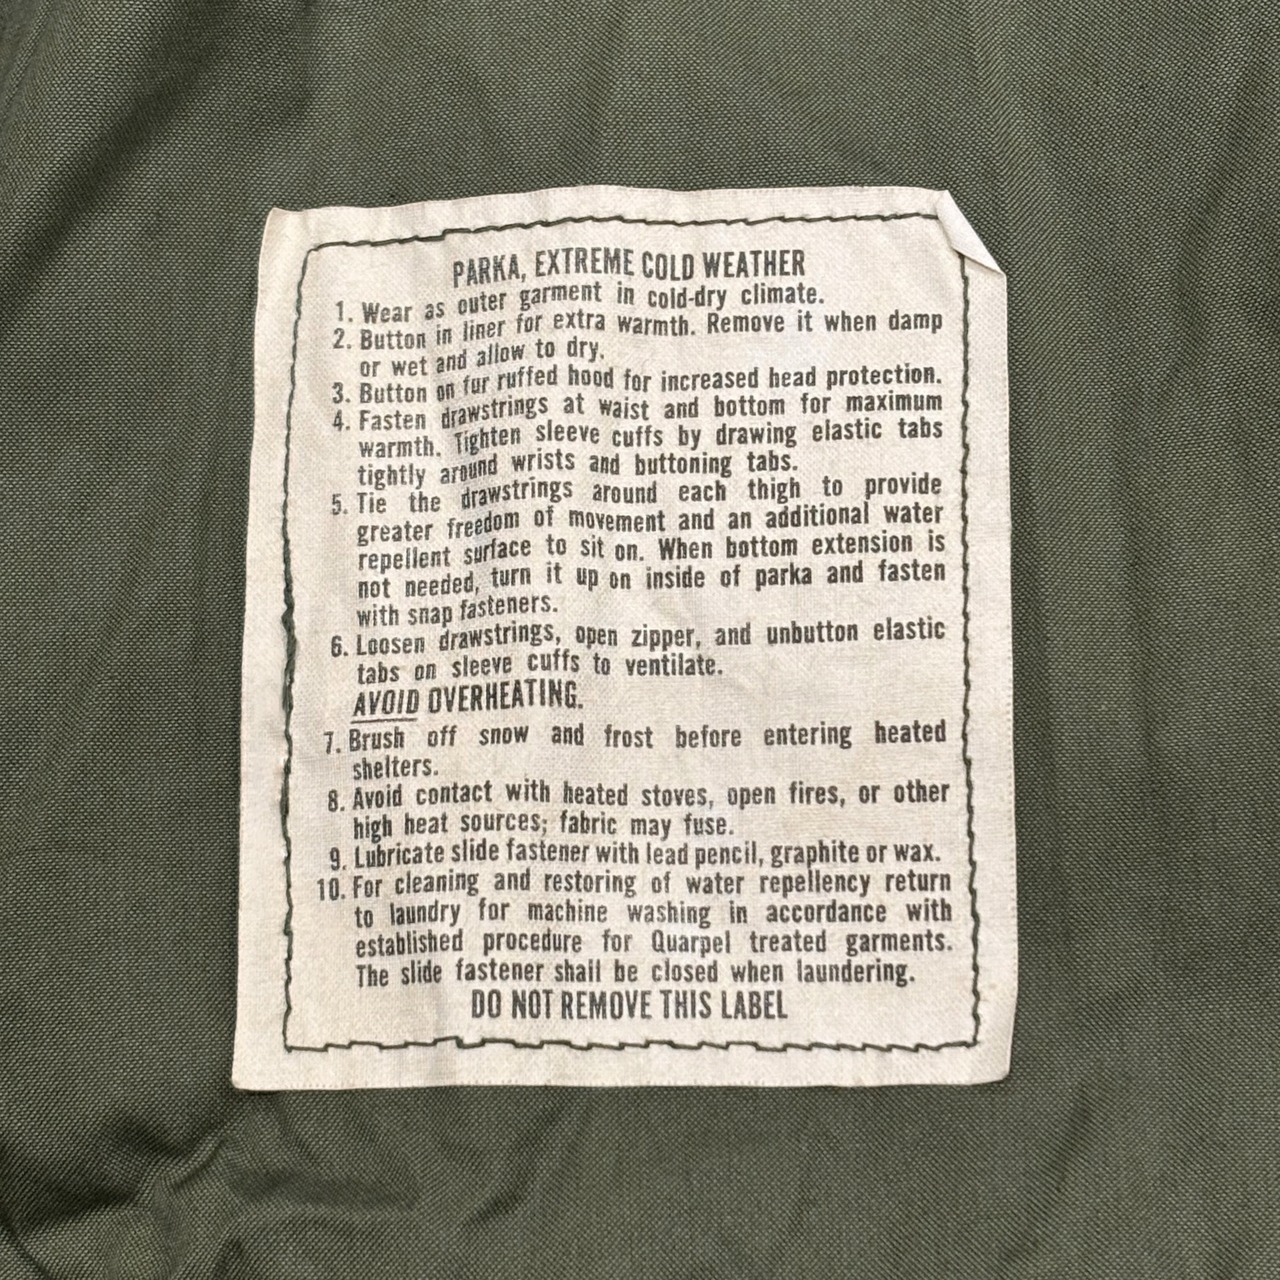 PARKA, EXTREME COLD WEATHER
1. Wear as outer garment in cold-dry climate.
2. Button in liner for extra warmth. Remove it when damp
or wet and allow to dry.
3. Button on fur ruffed hood for increased head protection.
4. Fasten drawstrings at waist and bottom for maximum
warmth. Tighten sleeve cuffs by drawing elastic tabs
tightly around wrists and buttoning tabs.
5. Tie the drawstrings around each thigh to provide
greater freedom of movement and an additional water
repellent surface to sit on. When bottom extension is
not needed, turn it up on inside of parka and fasten
with snap fasteners.
6. Loosen drawstrings, open zipper, and unbutton elastic
tabs on sleeve cuffs to ventilate.
AVOID OVERHEATING.
7. Brush off snow and frost before entering heated
shelters.
8. Avoid contact with heated stoves, open fires, or other
high heat sources; fabric may fuse.
9. Lubricate slide fastener with lead pencil, graphite or wax.
10. For cleaning and restoring of water repellency return
to laundry for machine washing in accordance with
established procedure for Quarpel treated garments.
The slide fastener shall be closed when laundering.
DO NOT REMOVE THIS LABEL